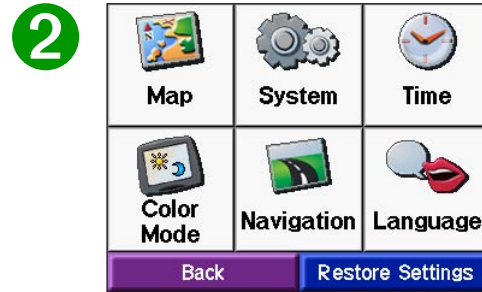 2
Map System Time
Color
Mode Navigation Language
Back Restore Settings